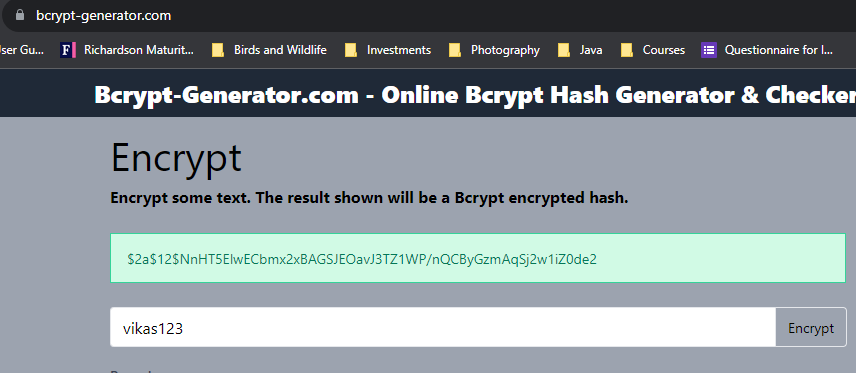 bcrypt-generator.com
ser Gu... Richardson Maturit... Birds and Wildlife Investments Photography Java Courses Questionnaire for I...
Bcrypt-Generator.com - Online Bcrypt Hash Generator & Checker
Encrypt
Encrypt some text. The result shown will be a Bcrypt encrypted hash.
$2a$12$NnHT5ElwECbmx2xBAGSJEOavJ3TZ1WP/nQCByGzmAqSj2w1iZ0de2
vikas123 Encrypt